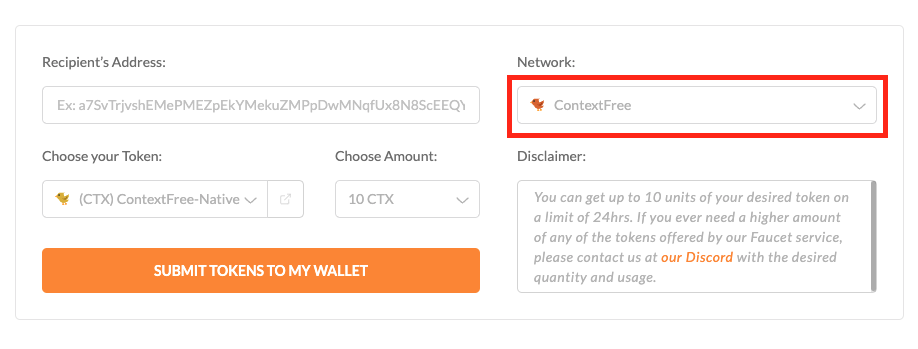 Recipient's Address:
Ex: a7SvTrjvshEMePMEZpEkYMekuZMPpDwMNqfUx8N8ScEEQY
Network:
ContextFree
Choose your Token:
(CTX) ContextFree-Native
Choose Amount:
10 CTX
SUBMIT TOKENS TO MY WALLET
Disclaimer:
You can get up to 10 units of your desired token on
a limit of 24hrs. If you ever need a higher amount
of any of the tokens offered by our Faucet service,
please contact us at our Discord with the desired
quantity and usage.